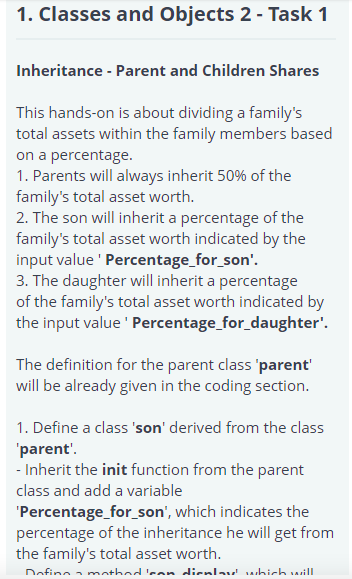 1. Classes and Objects 2 - Task 1
Inheritance - Parent and Children Shares
This hands-on is about dividing a family's
total assets within the family members based
on a percentage.
1. Parents will always inherit 50% of the
family's total asset worth.
2. The son will inherit a percentage of the
family's total asset worth indicated by the
input value ' Percentage_for_son'.
3. The daughter will inherit a percentage
of the family's total asset worth indicated by
the input value ' Percentage_for_daughter'.
The definition for the parent class 'parent'
will be already given in the coding section.
1. Define a class 'son' derived from the class
'parent'.
- Inherit the init function from the parent
class and add a variable
'Percentage_for_son', which indicates the
percentage of the inheritance he will get from
the family's total asset worth.
- Define a method 'son_display', which will